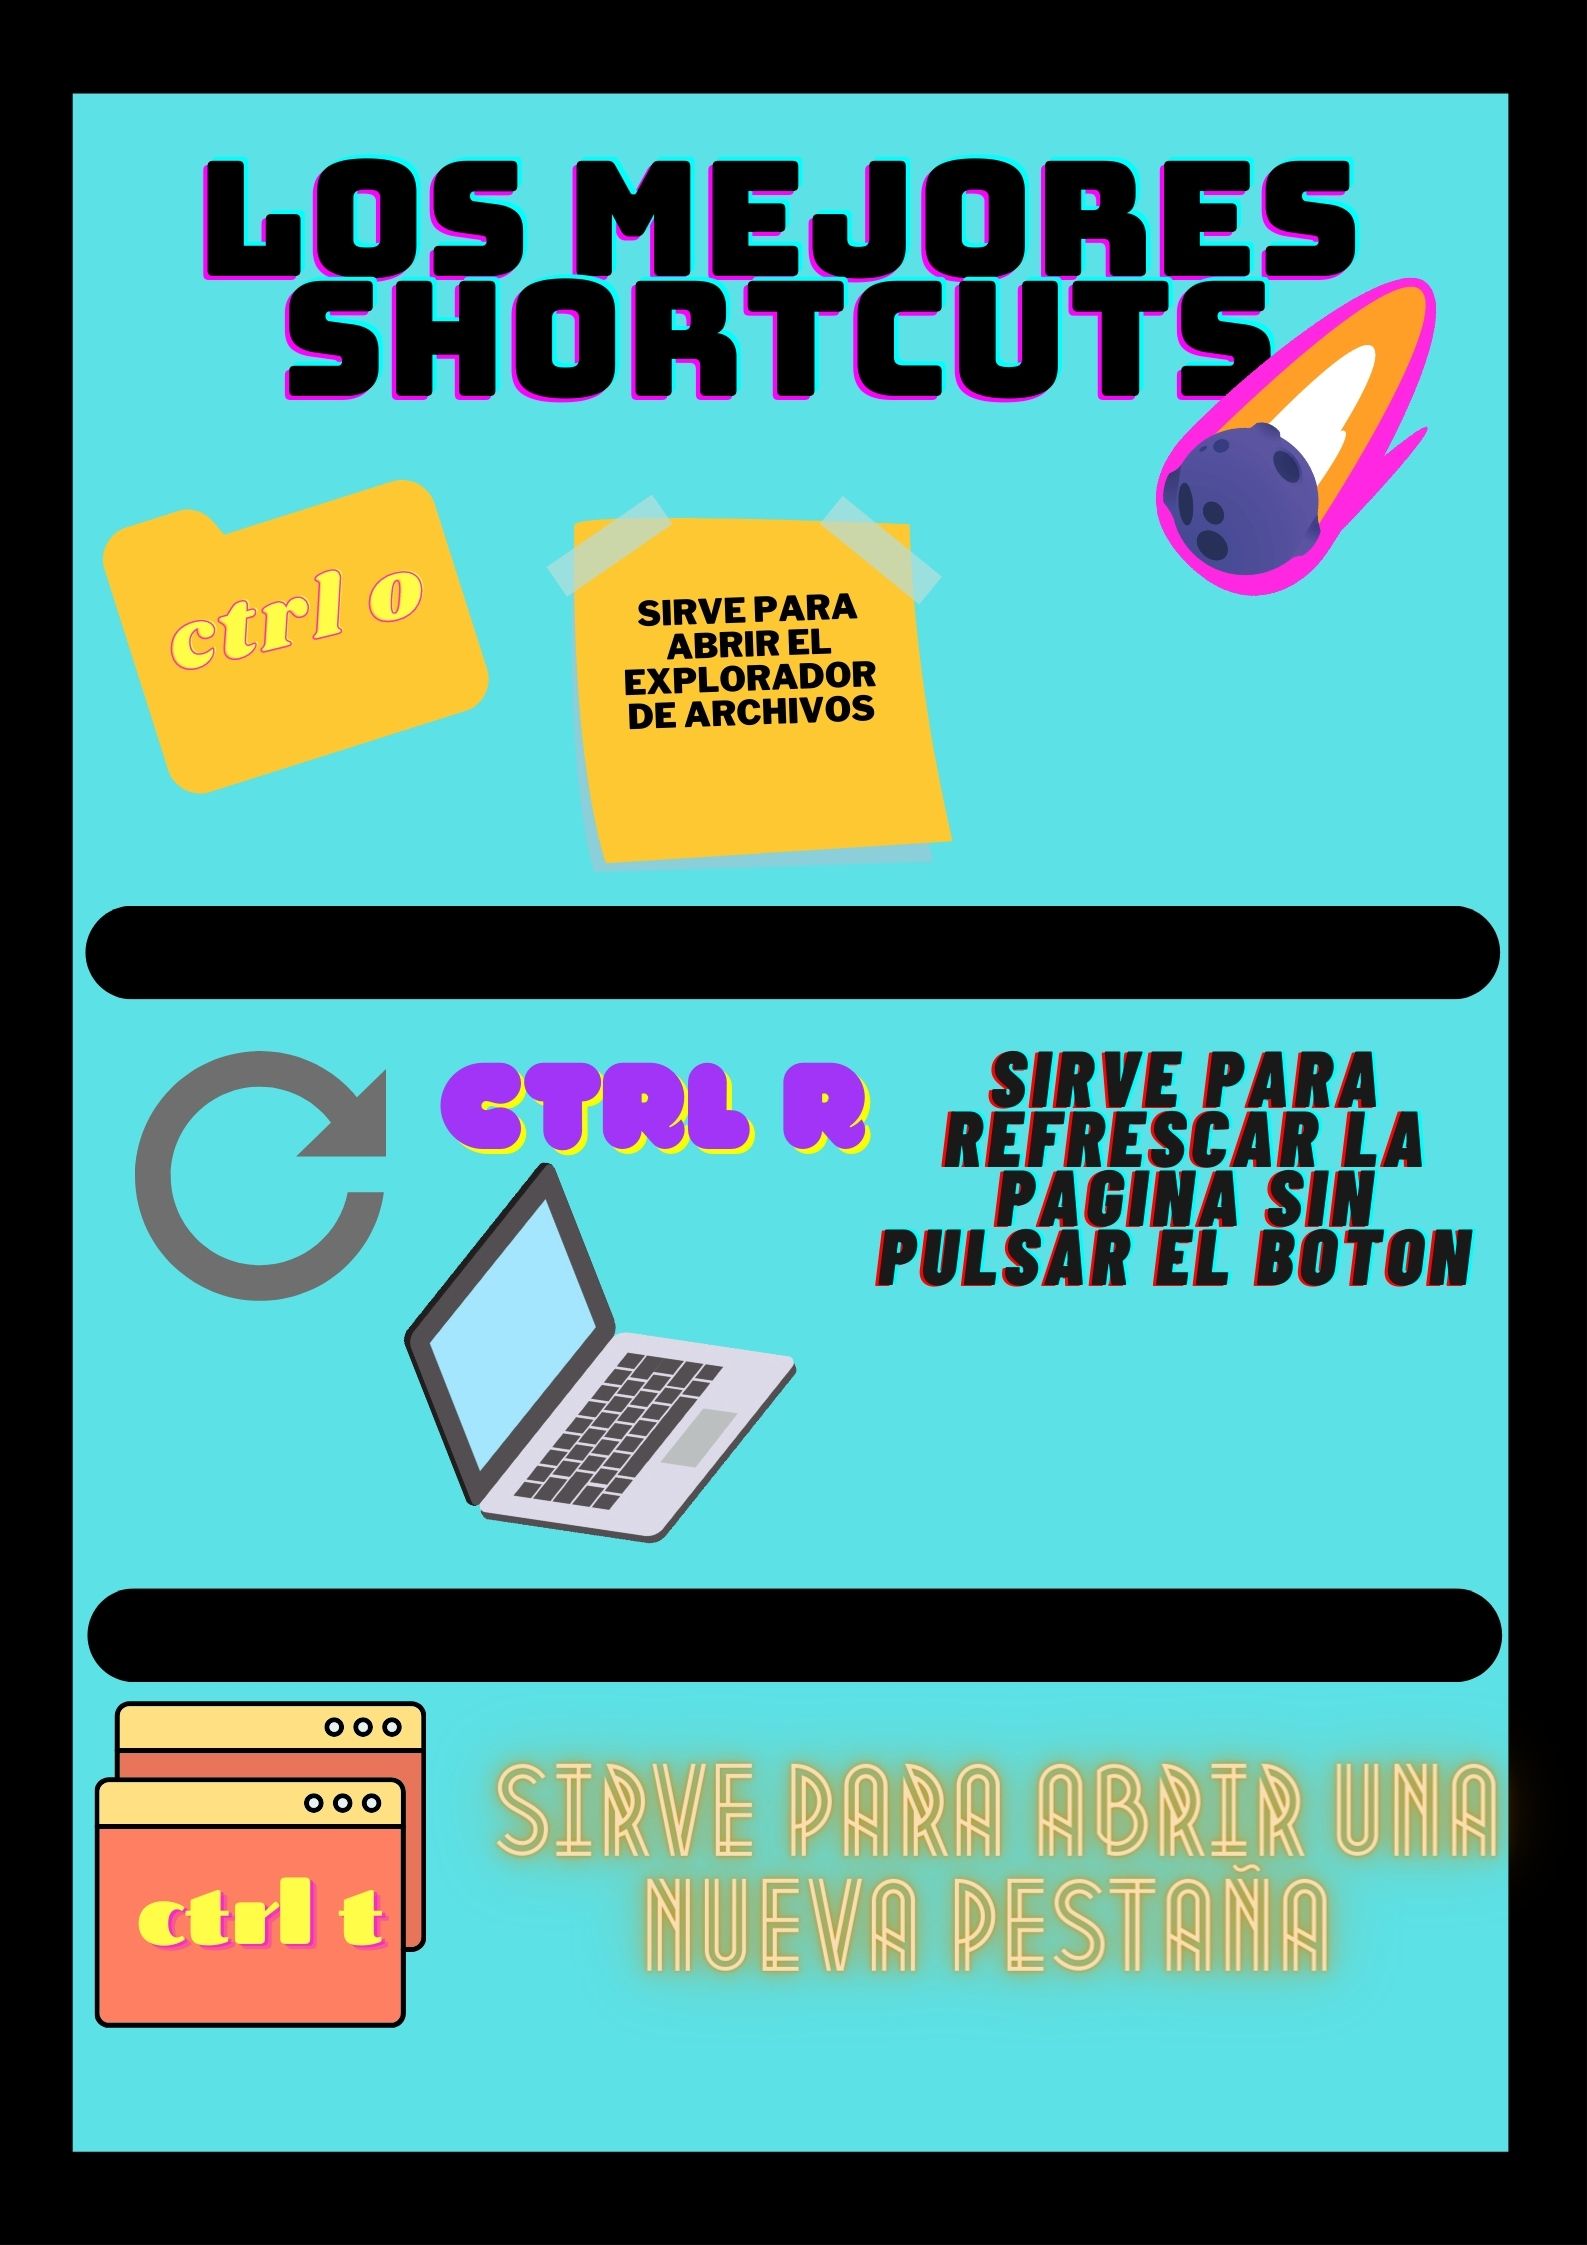 LOS MEJORES
SHORTCUTS
ctrl o
SIRVE PARA
ABRIR EL
EXPLORADOR
DE ARCHIVOS
CTRL R
SIRVE PARA
REFRESCAR LA
PAGINA SIN
PULSAR EL BOTON
ctrl t
SIRVE PARA ABRIR UNA
NUEVA PESTAÑA